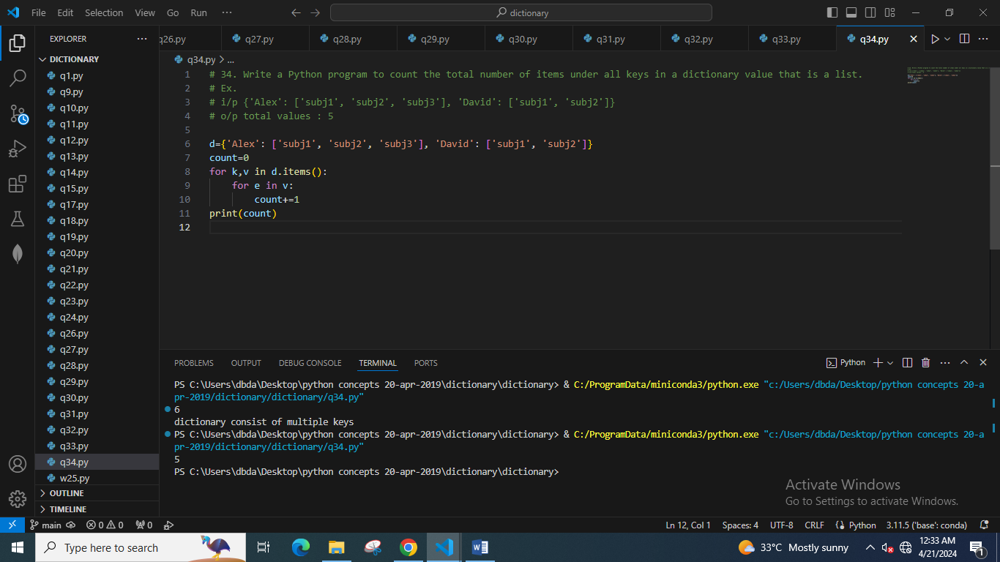 File Edit Selection View Go Run ··· dictionary
EXPLORER ···
q26.py q27.py q28.py q29.py q30.py q31.py q32.py q33.py q34.py
DICTIONARY
q1.py
q9.py
q10.py
q11.py
q12.py
q13.py
q14.py
q15.py
q17.py
q18.py
q19.py
q20.py
q21.py
q22.py
q23.py
q24.py
q26.py
q27.py
q28.py
q29.py
q30.py
q31.py
q32.py
q33.py
q34.py
w25.py
OUTLINE
TIMELINE
q34.py > ...
1 # 34. Write a Python program to count the total number of items under all keys in a dictionary value that is a list.
2 # Ex.
3 # i/p {'Alex': ['subj1', 'subj2', 'subj3'], 'David': ['subj1', 'subj2']}
4 # o/p total values : 5
5
6 d={'Alex': ['subj1', 'subj2', 'subj3'], 'David': ['subj1', 'subj2']}
7 count=0
8 for k,v in d.items():
9 for e in v:
10 count+=1
11 print(count)
12
PROBLEMS OUTPUT DEBUG CONSOLE TERMINAL PORTS Python
PS C:\Users\dbda\Desktop\python concepts 20-apr-2019\dictionary\dictionary> & C:/ProgramData/miniconda3/python.exe "c:/Users/dbda/Desktop/python concepts 20-a
pr-2019/dictionary/dictionary/q34.py"
6
dictionary consist of multiple keys
PS C:\Users\dbda\Desktop\python concepts 20-apr-2019\dictionary\dictionary> & C:/ProgramData/miniconda3/python.exe "c:/Users/dbda/Desktop/python concepts 20-a
pr-2019/dictionary/dictionary/q34.py"
5
PS C:\Users\dbda\Desktop\python concepts 20-apr-2019\dictionary\dictionary>
Activate Windows
Go to Settings to activate Windows.
main 0 0 0 Ln 12, Col 1 Spaces: 4 UTF-8 CRLF Python 3.11.5 ('base': conda)
Type here to search 33°C Mostly sunny 12:33 AM
4/21/2024
1